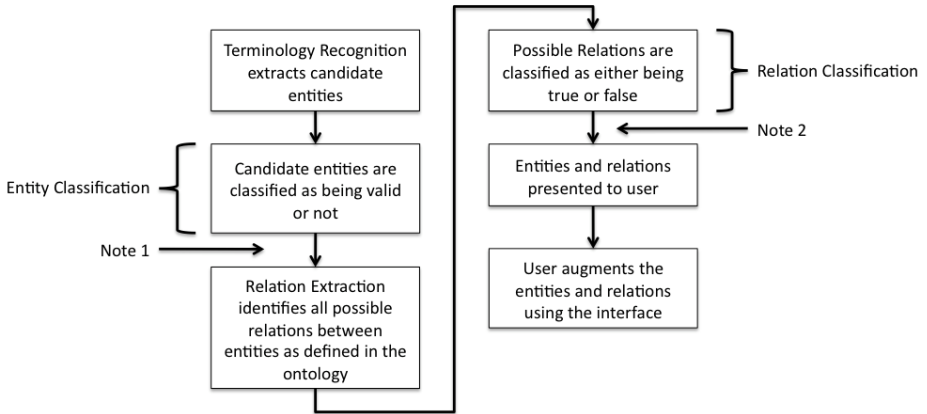 Terminology Recognition
extracts candidate
entities
Entity Classification
Candidate entities are
classified as being valid
or not
Note 1
Relation Extraction
identifies all possible
relations between
entities as defined in the
ontology
Possible Relations are
classified as either being
true or false
Relation Classification
Note 2
Entities and relations
presented to user
User augments the
entities and relations
using the interface